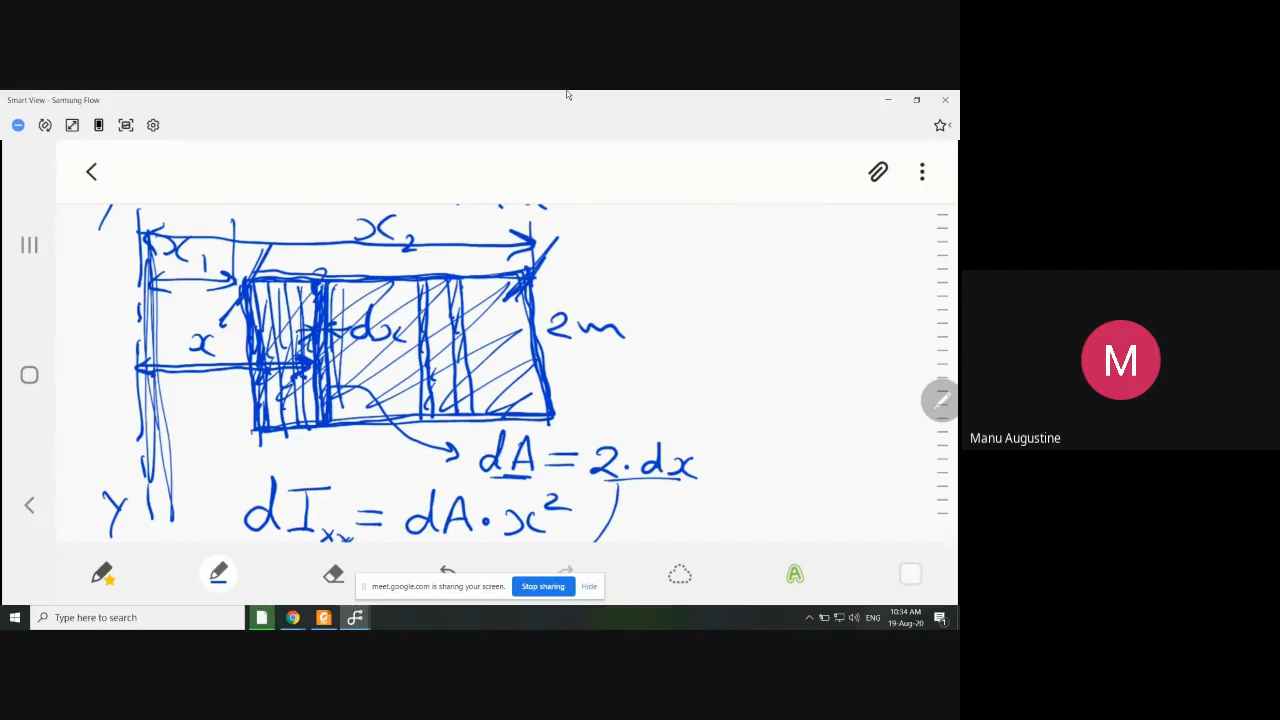 Smart View - Samsung Flow
x₂
x₁
x
dx
2m
dA = 2 · dx
y
dIₓₓ = dA · x²
M
Manu Augustine
meet.google.com is sharing your screen.
Stop sharing
Hide
Type here to search
ENG
10:34 AM
19-Aug-20
1